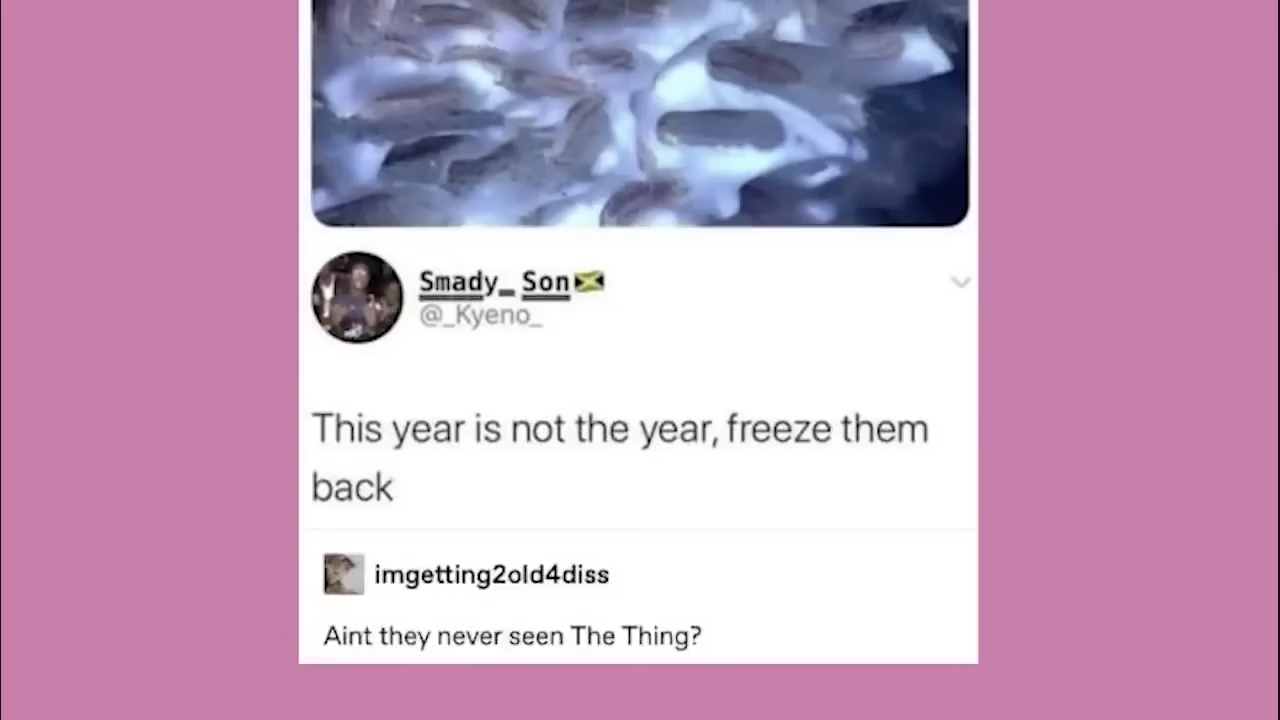 Smady_ Son
@_Kyeno_
This year is not the year, freeze them
back
imgetting2old4diss
Aint they never seen The Thing?